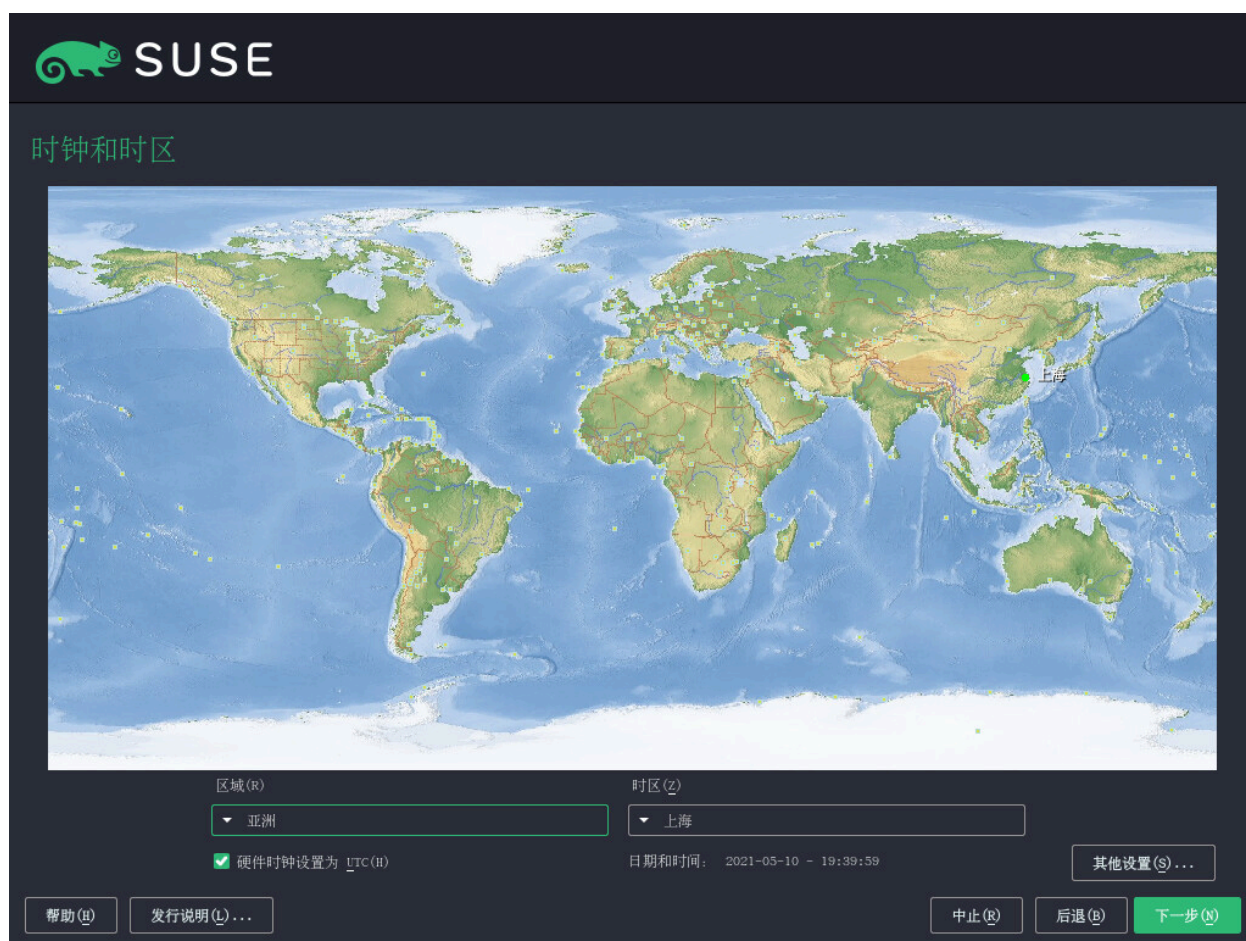 SUSE
时钟和时区
上海
区域(R)
时区(Z)
亚洲
上海
硬件时钟设置为 UTC(H)
日期和时间: 2021-05-10 - 19:39:59
其他设置(S)...
帮助(H)
发行说明(L)...
中止(R)
后退(B)
下一步(N)